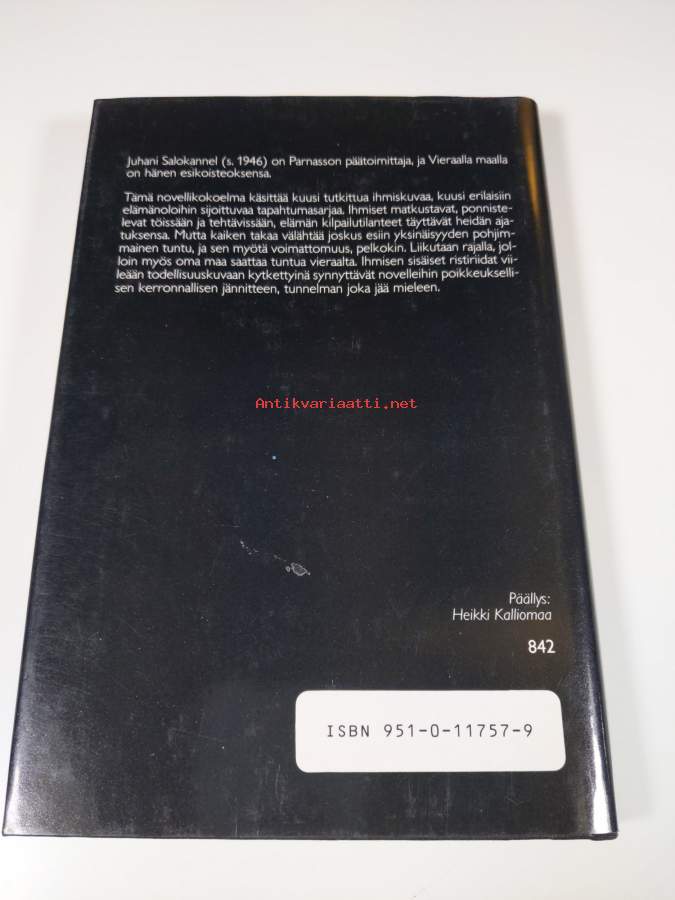 Juhani Salokannel (s. 1946) on Parnasson päätoimittaja, ja Vieraalla maalla
on hänen esikoisteoksensa.
Tämä novellikokoelma käsittää kuusi tutkittua ihmiskuvaa, kuusi erilaisiin
elämänoloihin sijoittuvaa tapahtumasarjaa. Ihmiset matkustavat, ponniste-
levat töissään ja tehtävissään, elämän kilpailutilanteet täyttävät heidän aja-
tuksensa. Mutta kaiken takaa välähtää joskus esiin yksinäisyyden pohjim-
mainen tuntu, ja sen myötä voimattomuus, pelkokin. Liikutaan rajalla, jol-
loin myös oma maa saattaa tuntua vieraalta. Ihmisen sisäiset ristiriidat vii-
leään todellisuuskuvaan kytkettyinä synnyttävät novelleihin poikkeukselli-
sen kerronnallisen jännitteen, tunnelman joka jää mieleen.
Antikvariaatti.net
Päällys:
Heikki Kalliomaa
842
ISBN 951-0-11757-9